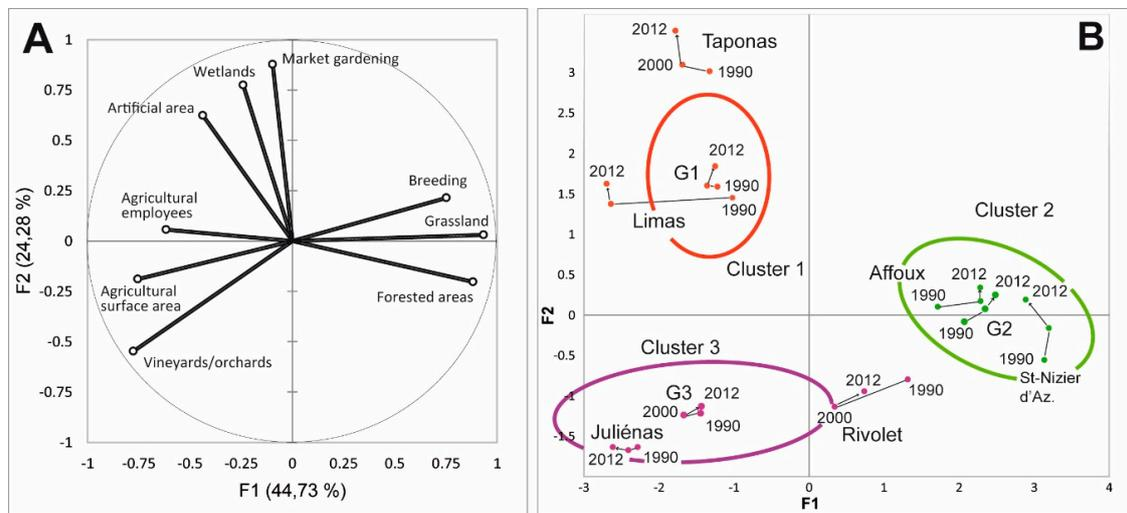 A
1
0.75
0.5
0.25
0
-0.25
-0.5
-0.75
-1
F2 (24,28 %)
Market gardening
Wetlands
Artificial area
Breeding
Agricultural
employees
Grassland
Agricultural
surface area
Forested areas
Vineyards/orchards
-1 -0.75 -0.5 -0.25 0 0.25 0.5 0.75 1
F1 (44,73 %)
B
2012 Taponas
2000 1990
3
2.5
2
1.5
1
0.5
0
-0.5
-1
-1.5
F2
2012
G1 1990
2012
1990
Limas
Cluster 1
Cluster 2
Affoux 2012 2012 2012
1990
1990 G2
1990
St-Nizier
d'Az.
Cluster 3
G3 2012
2000
1990
2012 1990
2000
Rivolet
Juliénas
2012 1990
-3 -2 -1 0 1 2 3 4
F1